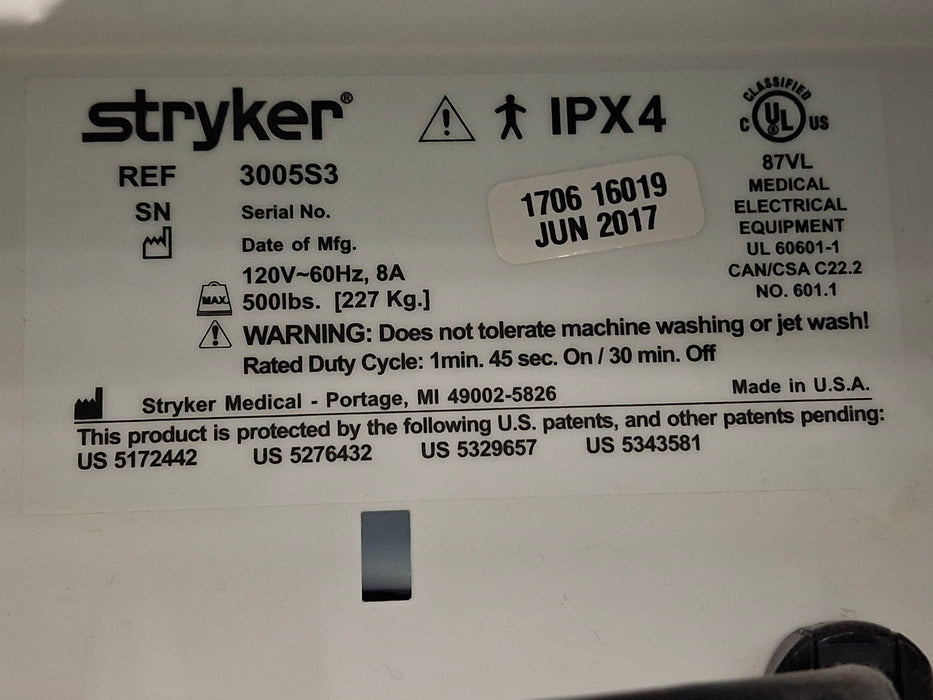 stryker®
IPX4
CLASSIFIED
C UL® US
87VL
MEDICAL
ELECTRICAL
EQUIPMENT
UL 60601-1
CAN/CSA C22.2
NO. 601.1
REF 3005S3
SN Serial No.
Date of Mfg.
1706 16019
JUN 2017
120V~60Hz, 8A
MAX 500lbs. [227 Kg.]
WARNING: Does not tolerate machine washing or jet wash!
Rated Duty Cycle: 1min. 45 sec. On / 30 min. Off
Stryker Medical - Portage, MI 49002-5826 Made in U.S.A.
This product is protected by the following U.S. patents, and other patents pending:
US 5172442 US 5276432 US 5329657 US 5343581